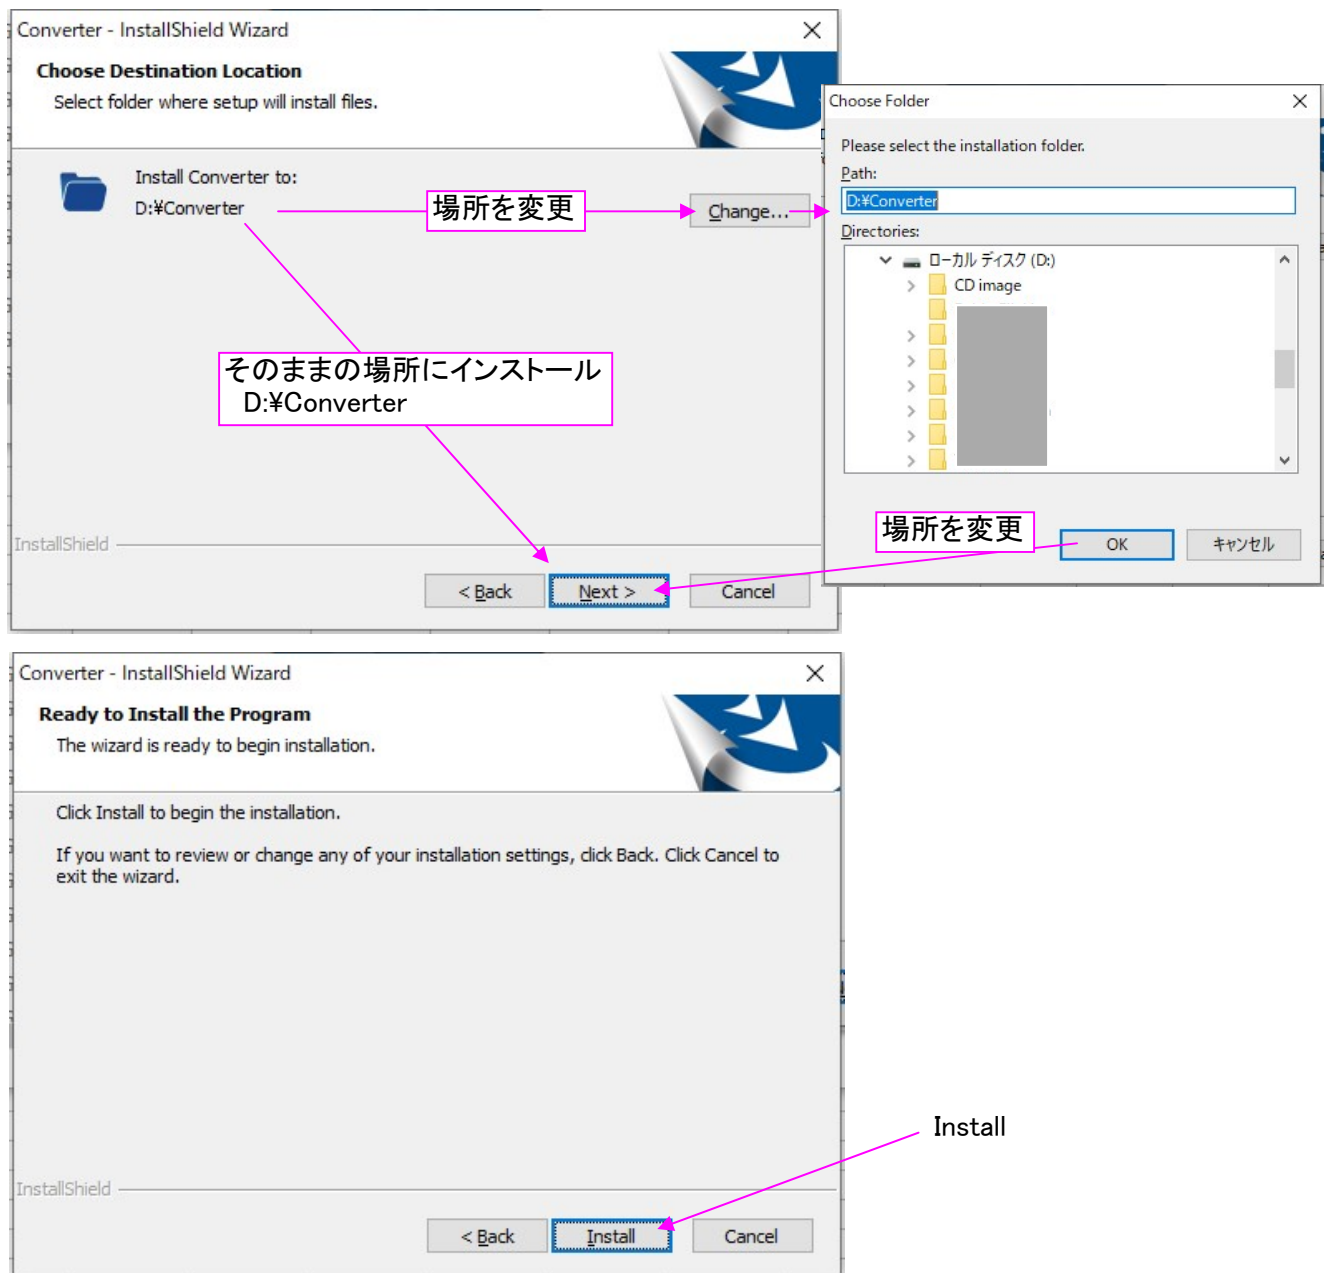 Converter - InstallShield Wizard
Choose Destination Location
Select folder where setup will install files.
Install Converter to:
D:¥Converter
場所を変更
Change...
そのままの場所にインストール
D:¥Converter
InstallShield
< Back
Next >
Cancel
Choose Folder
Please select the installation folder.
Path:
D:¥Converter
Directories:
ローカル ディスク (D:)
CD image
場所を変更
OK
キャンセル
Converter - InstallShield Wizard
Ready to Install the Program
The wizard is ready to begin installation.
Click Install to begin the installation.
If you want to review or change any of your installation settings, click Back. Click Cancel to
exit the wizard.
Install
InstallShield
< Back
Install
Cancel